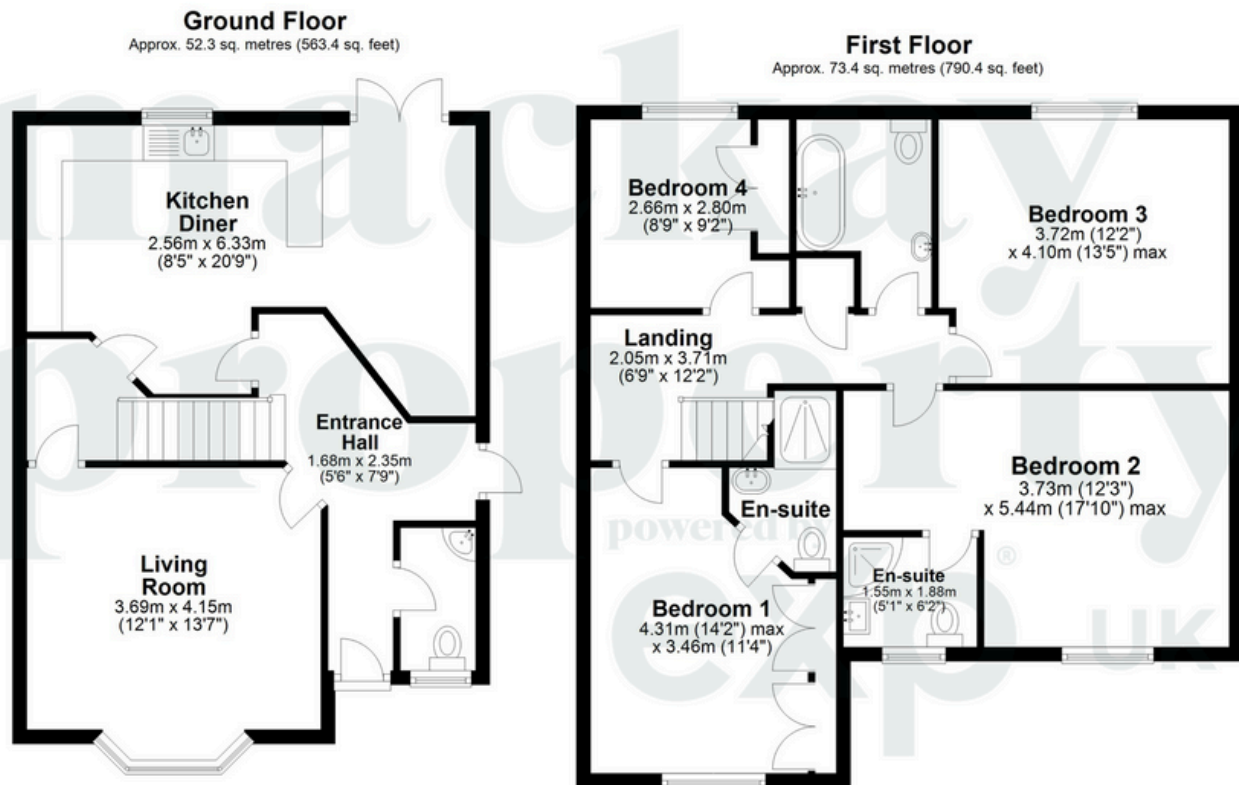 Ground Floor
Approx. 52.3 sq. metres (563.4 sq. feet)
Kitchen
Diner
2.56m x 6.33m
(8'5" x 20'9")
Entrance
Hall
1.68m x 2.35m
(5'6" x 7'9")
Living
Room
3.69m x 4.15m
(12'1" x 13'7")
First Floor
Approx. 73.4 sq. metres (790.4 sq. feet)
Bedroom 4
2.66m x 2.80m
(8'9" x 9'2")
Bedroom 3
3.72m (12'2")
x 4.10m (13'5") max
Landing
2.05m x 3.71m
(6'9" x 12'2")
Bedroom 2
3.73m (12'3")
x 5.44m (17'10") max
En-suite
En-suite
1.55m x 1.88m
(5'1" x 6'2")
Bedroom 1
4.31m (14'2") max
x 3.46m (11'4")
mackay
property
powered by
exp UK
®